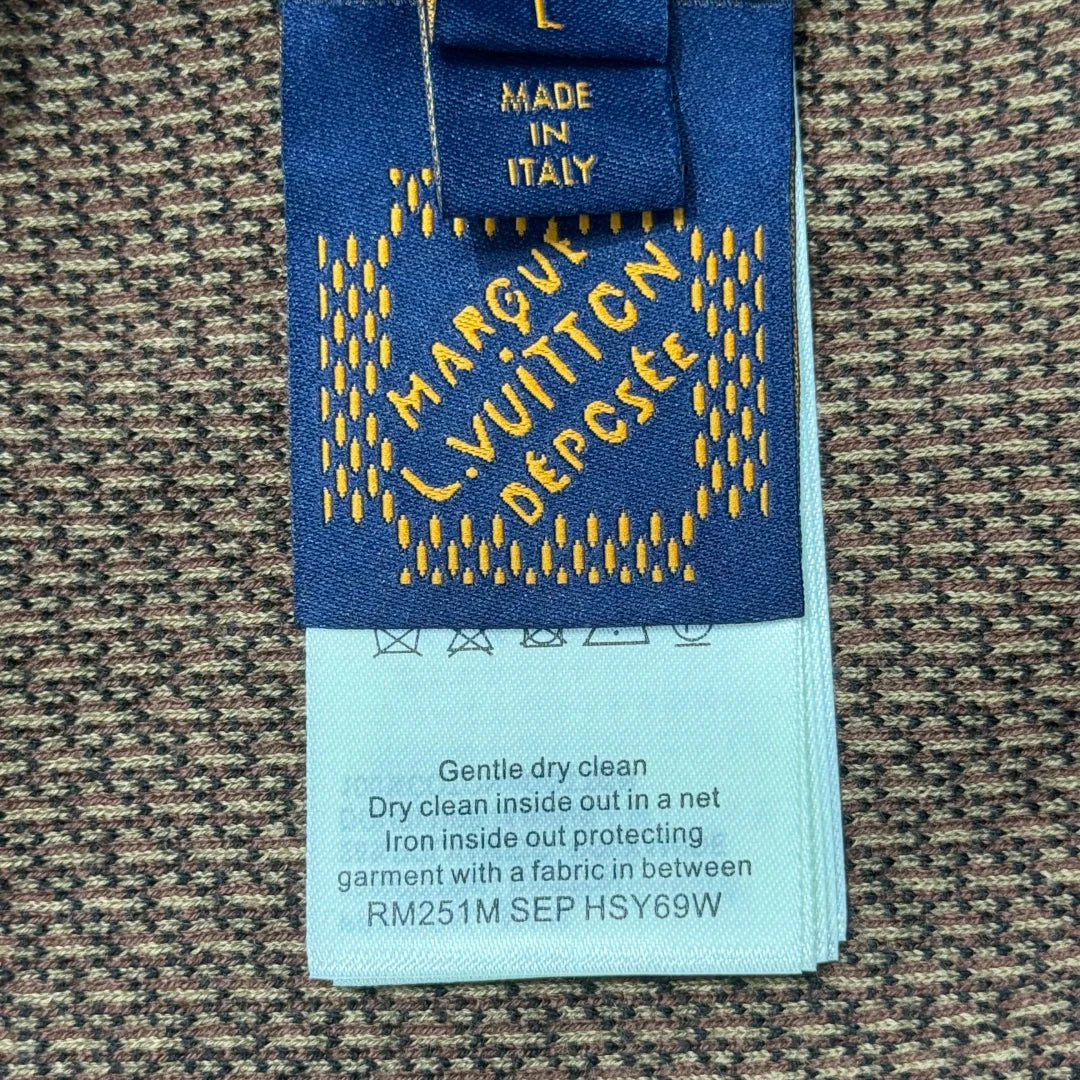 L
MADE
IN
ITALY
MARQUE
L.VUITTON
DÉPOSÉE
Gentle dry clean
Dry clean inside out in a net
Iron inside out protecting
garment with a fabric in between
RM251M SEP HSY69W